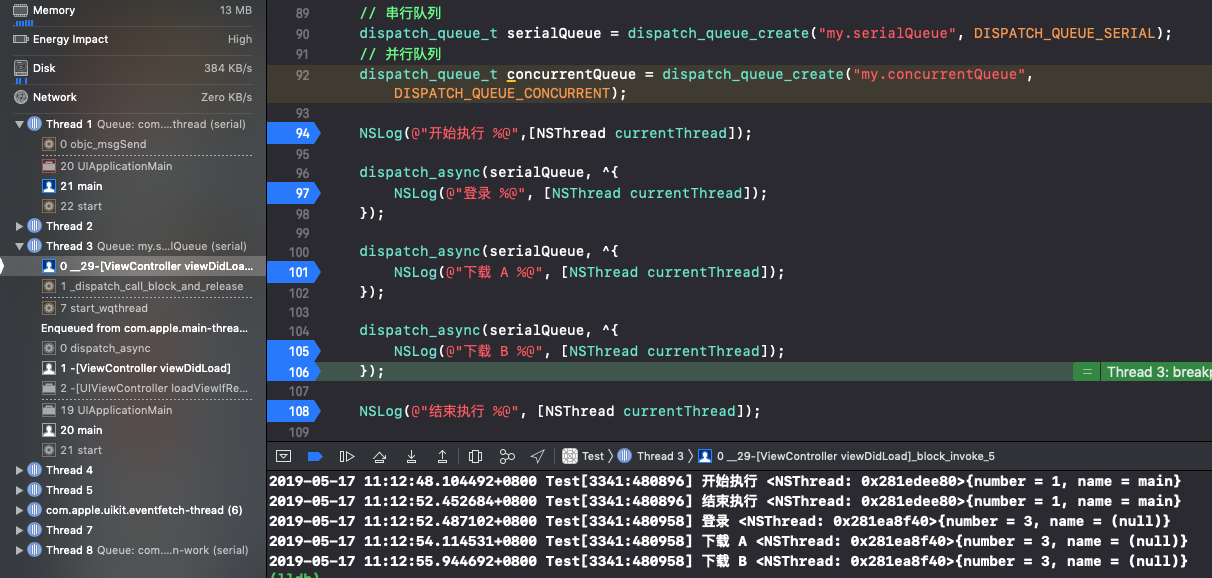 Memory 13 MB
Energy Impact High
Disk 384 KB/s
Network Zero KB/s
Thread 1 Queue: com....thread (serial)
0 objc_msgSend
20 UIApplicationMain
21 main
22 start
Thread 2
Thread 3 Queue: my.s...lQueue (serial)
0 __29-[ViewController viewDidLoa...
1 _dispatch_call_block_and_release
7 start_wqthread
Enqueued from com.apple.main-threa...
0 dispatch_async
1 -[ViewController viewDidLoad]
2 -[UIViewController loadViewIfRe...
19 UIApplicationMain
20 main
21 start
Thread 4
Thread 5
com.apple.uikit.eventfetch-thread (6)
Thread 7
Thread 8 Queue: com....n-work (serial)
89 // 串行队列
90 dispatch_queue_t serialQueue = dispatch_queue_create("my.serialQueue", DISPATCH_QUEUE_SERIAL);
91 // 并行队列
92 dispatch_queue_t concurrentQueue = dispatch_queue_create("my.concurrentQueue",
DISPATCH_QUEUE_CONCURRENT);
93
94 NSLog(@"开始执行 %@",[NSThread currentThread]);
95
96 dispatch_async(serialQueue, ^{
97 NSLog(@"登录 %@", [NSThread currentThread]);
98 });
99
100 dispatch_async(serialQueue, ^{
101 NSLog(@"下载 A %@", [NSThread currentThread]);
102 });
103
104 dispatch_async(serialQueue, ^{
105 NSLog(@"下载 B %@", [NSThread currentThread]);
106 }); = Thread 3: breakp
107
108 NSLog(@"结束执行 %@", [NSThread currentThread]);
109
Test Thread 3 0 __29-[ViewController viewDidLoad]_block_invoke_5
2019-05-17 11:12:48.104492+0800 Test[3341:480896] 开始执行 <NSThread: 0x281edee80>{number = 1, name = main}
2019-05-17 11:12:52.452684+0800 Test[3341:480896] 结束执行 <NSThread: 0x281edee80>{number = 1, name = main}
2019-05-17 11:12:52.487102+0800 Test[3341:480958] 登录 <NSThread: 0x281ea8f40>{number = 3, name = (null)}
2019-05-17 11:12:54.114531+0800 Test[3341:480958] 下载 A <NSThread: 0x281ea8f40>{number = 3, name = (null)}
2019-05-17 11:12:55.944692+0800 Test[3341:480958] 下载 B <NSThread: 0x281ea8f40>{number = 3, name = (null)}
(lldb)